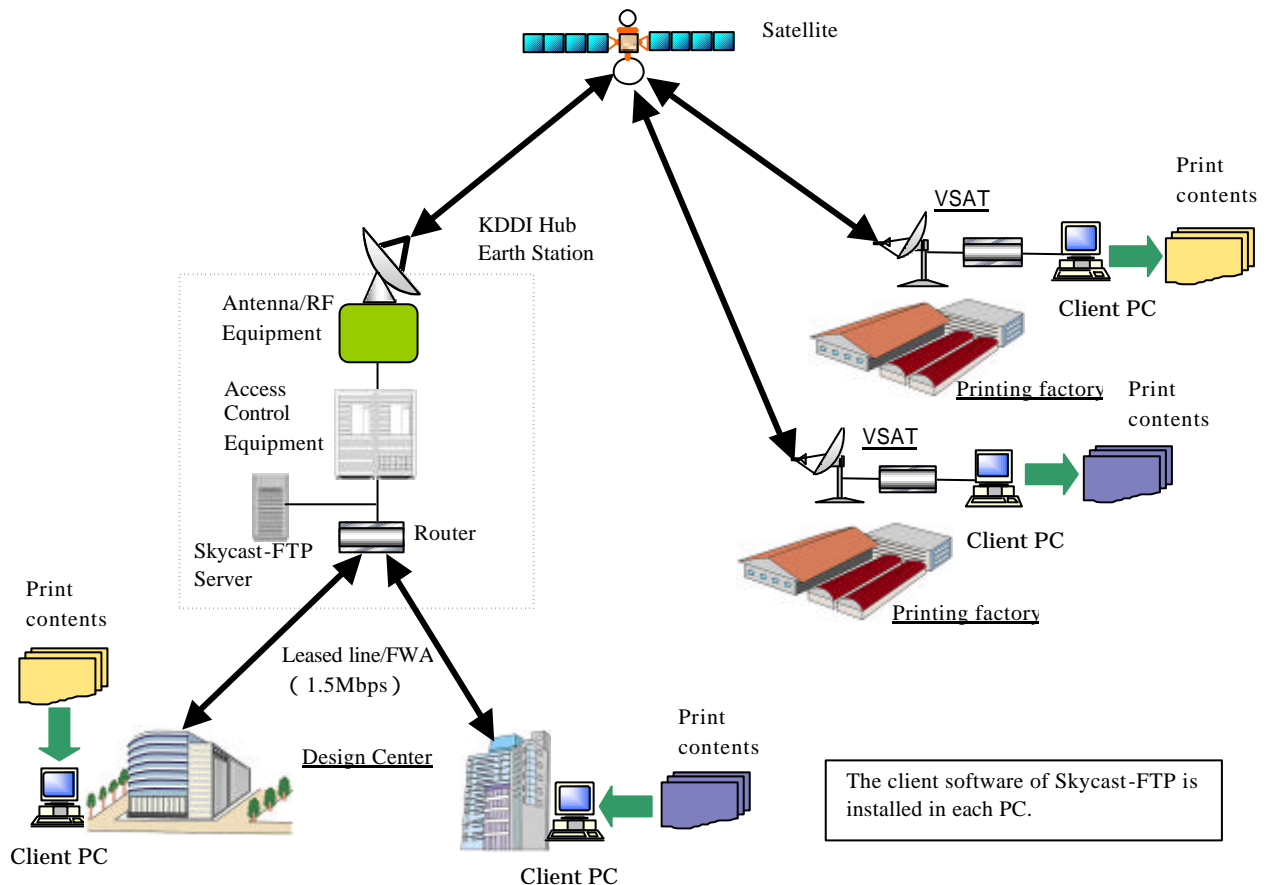 Satellite
KDDI Hub
Earth Station
Antenna/RF
Equipment
Access
Control
Equipment
Skycast-FTP
Server
Router
VSAT
Client PC
Print
contents
Printing factory
VSAT
Client PC
Print
contents
Printing factory
Print
contents
Client PC
Leased line/FWA
( 1.5Mbps )
Design Center
Print
contents
Client PC
The client software of Skycast-FTP is
installed in each PC.